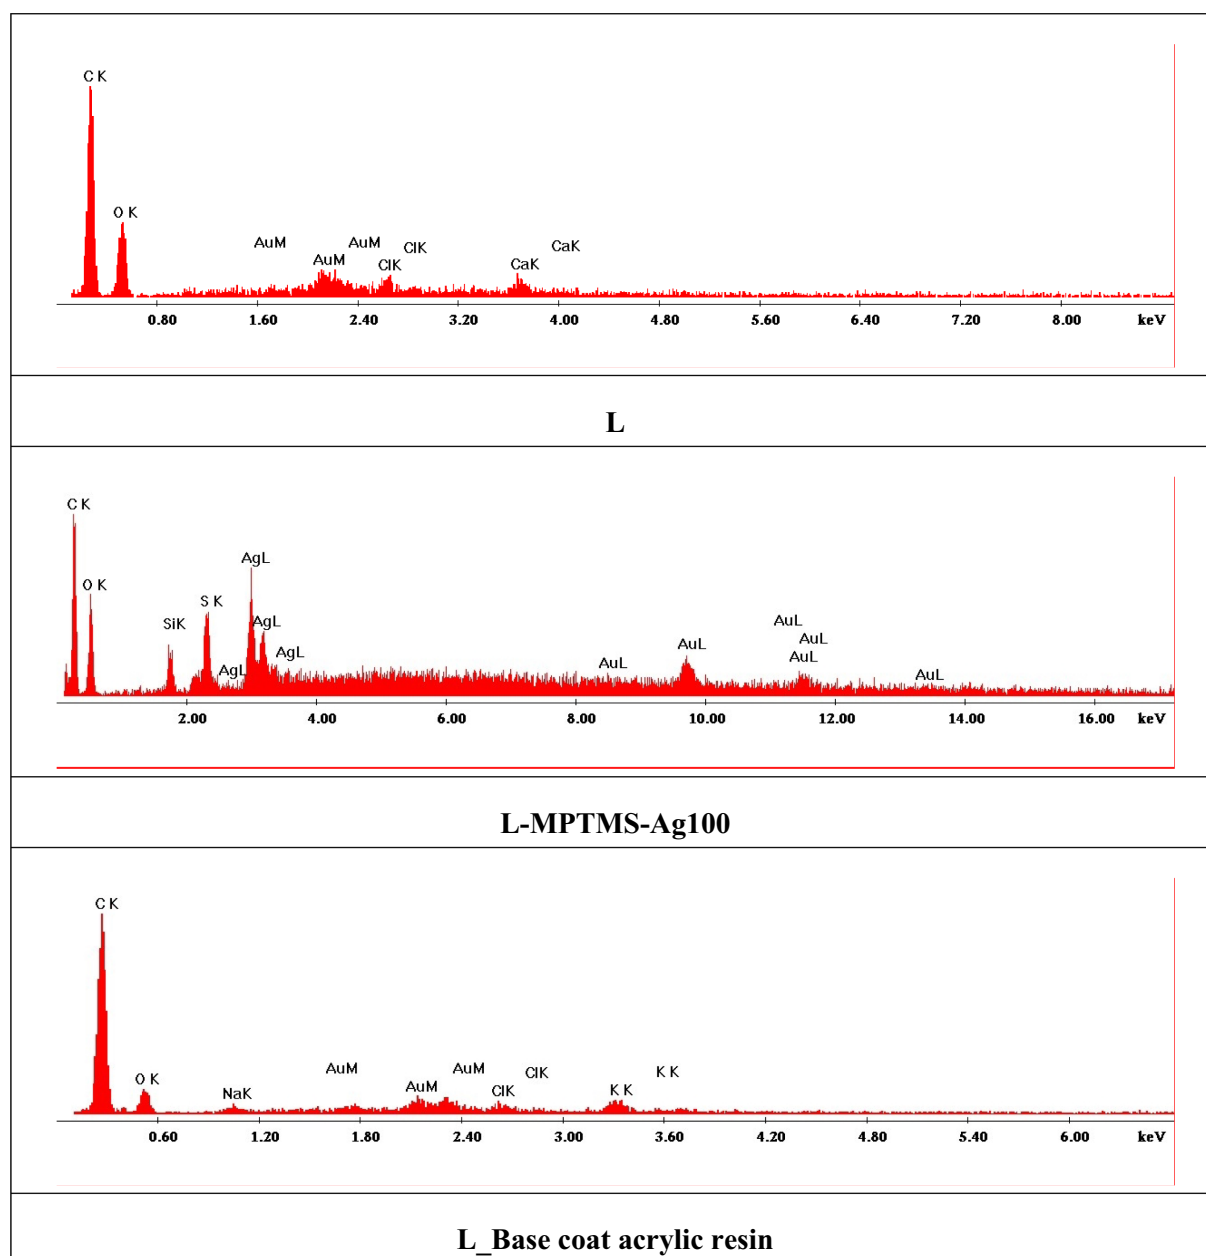 C K
O K
AuM
AuM
AuM
ClK
ClK
CaK
CaK
0.80 1.60 2.40 3.20 4.00 4.80 5.60 6.40 7.20 8.00 keV
L
C K
O K
SiK
S K
AgL
AgL
AgL
AgL
AuL
AuL
AuL
AuL
AuL
AuL
2.00 4.00 6.00 8.00 10.00 12.00 14.00 16.00 keV
L-MPTMS-Ag100
C K
O K
NaK
AuM
AuM
AuM
ClK
ClK
K K
K K
0.60 1.20 1.80 2.40 3.00 3.60 4.20 4.80 5.40 6.00 keV
L_Base coat acrylic resin